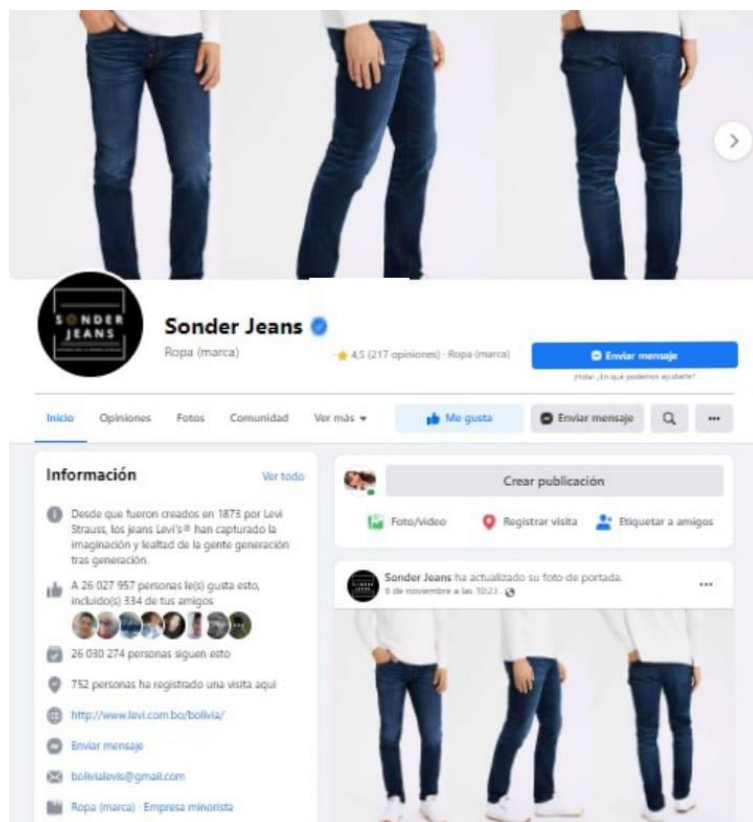 SONDER
JEANS
Sonder Jeans
Ropa (marca)
4,5 (217 opiniones) · Ropa (marca)
Enviar mensaje
¡Hola! ¿En qué podemos ayudarte?
Inicio
Opiniones
Fotos
Comunidad
Ver más
Me gusta
Enviar mensaje
Información
Ver todo
Desde que fueron creados en 1873 por Levi
Strauss, los jeans Levi's® han capturado la
imaginación y lealtad de la gente generación
tras generación.
A 26 027 957 personas le(s) gusta esto,
incluido(s) 334 de tus amigos
26 030 274 personas siguen esto
752 personas ha registrado una visita aquí
http://www.levi.com.bo/bolivia/
Enviar mensaje
bolivialevis@gmail.com
Ropa (marca) · Empresa minorista
Crear publicación
Foto/video
Registrar visita
Etiquetar a amigos
Sonder Jeans ha actualizado su foto de portada.
de noviembre a las 10:23 ·